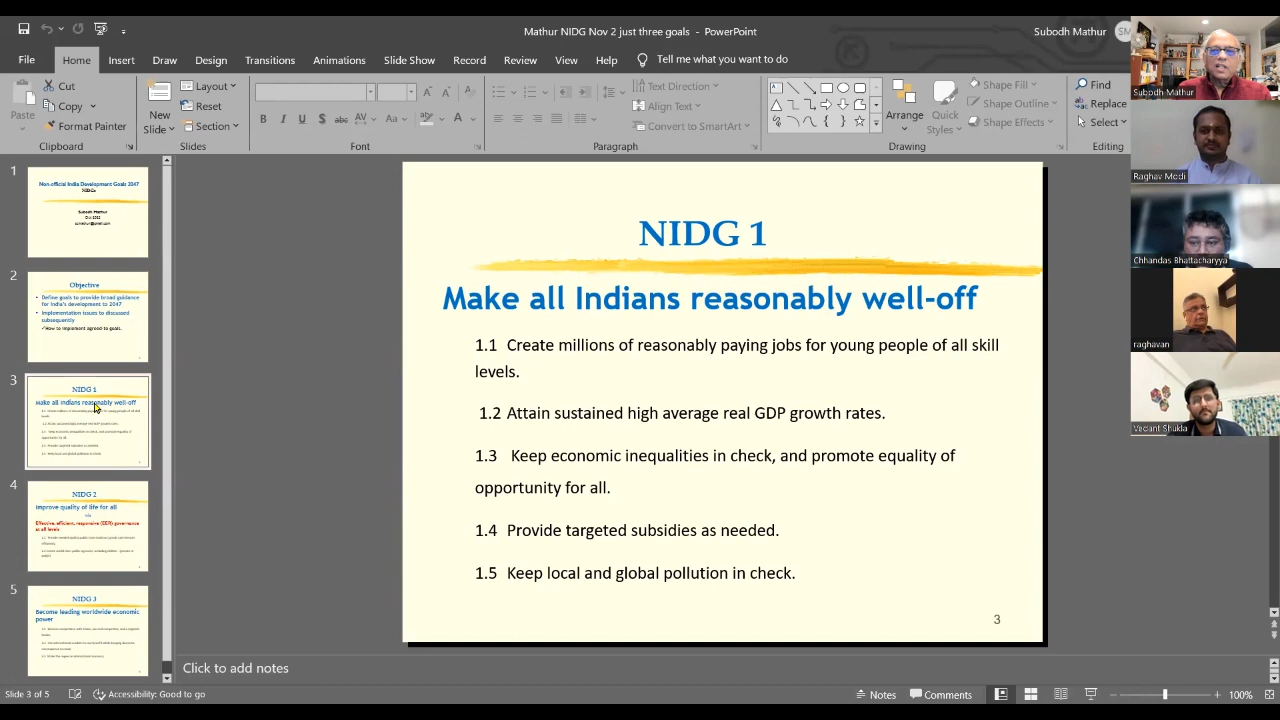 Mathur NIDG Nov 2 just three goals - PowerPoint
Subodh Mathur
SM
File
Home
Insert
Draw
Design
Transitions
Animations
Slide Show
Record
Review
View
Help
Tell me what you want to do
Paste
Cut
Copy
Format Painter
Clipboard
New
Slide
Layout
Reset
Section
Slides
Font
Text Direction
Align Text
Convert to SmartArt
Paragraph
Arrange
Quick
Styles
Shape Fill
Shape Outline
Shape Effects
Drawing
Find
Replace
Select
Editing
1
Non-official India Development Goals 2047
NIDGs
Subodh Mathur
2
Objective
• Define goals to provide broad guidance
for India's development to 2047
• Implementation issues to discussed
subsequently
✓How to implement agreed-to goals.
3
NIDG 1
Make all Indians reasonably well-off
4
NIDG 2
Improve quality of life for all
via
Effective, efficient, responsive (EER) governance
at all levels
5
NIDG 3
Become leading worldwide economic
power
NIDG 1
Make all Indians reasonably well-off
1.1 Create millions of reasonably paying jobs for young people of all skill
levels.
1.2 Attain sustained high average real GDP growth rates.
1.3 Keep economic inequalities in check, and promote equality of
opportunity for all.
1.4 Provide targeted subsidies as needed.
1.5 Keep local and global pollution in check.
3
Click to add notes
Slide 3 of 5
Accessibility: Good to go
Notes
Comments
100%
Subodh Mathur
Raghav Modi
Chhandas Bhattacharyya
raghavan
Vedant Shukla